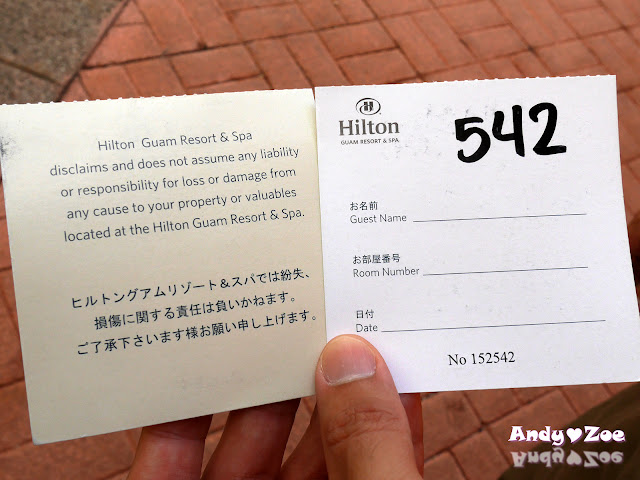 Hilton Guam Resort & Spa
disclaims and does not assume any liability
or responsibility for loss or damage from
any cause to your property or valuables
located at the Hilton Guam Resort & Spa.
ヒルトングアムリゾート＆スパでは紛失、
損傷に関する責任は負いかねます。
ご了承下さいます様お願い申し上げます。
H
Hilton
GUAM RESORT & SPA
542
お名前
Guest Name
お部屋番号
Room Number
日付
Date
No 152542
Andy♥Zoe